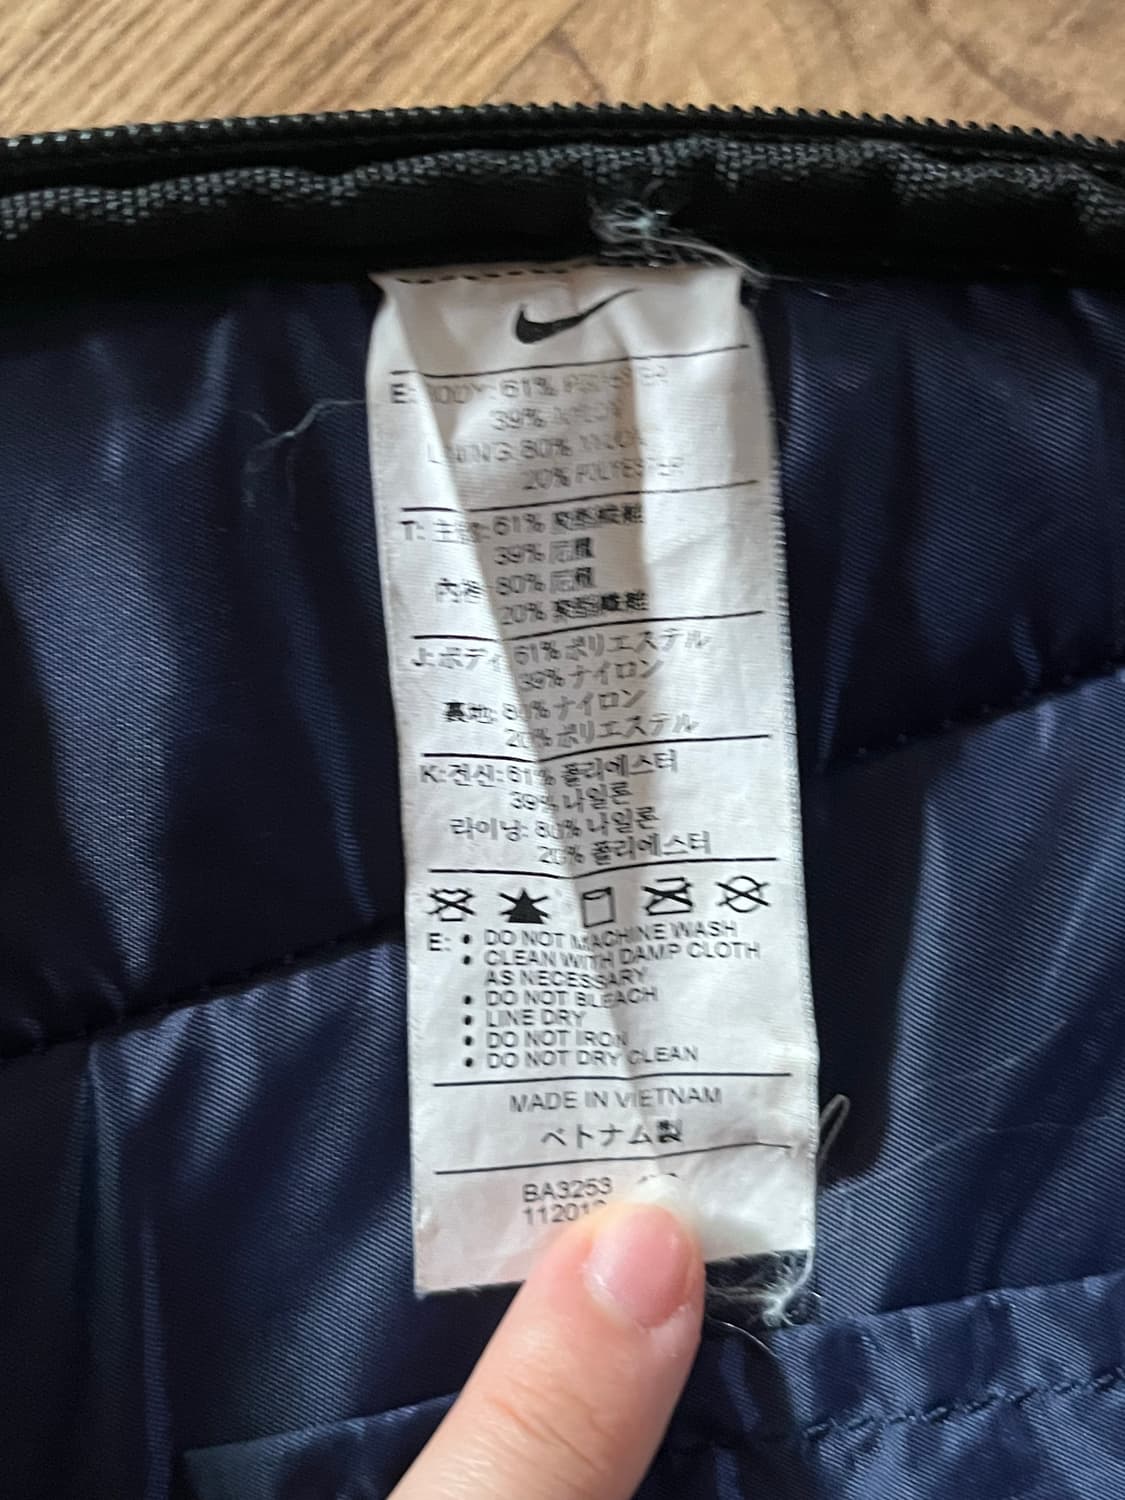 E: BODY: 61% POLYESTER
39% NYLON
LINING: 80% NYLON
20% POLYESTER
T: 主體: 61% 聚酯纖維
39% 尼龍
內裡: 80% 尼龍
20% 聚酯纖維
J: ボディ: 61% ポリエステル
39% ナイロン
裏地: 80% ナイロン
20% ポリエステル
K: 전신: 61% 폴리에스터
39% 나일론
라이닝: 80% 나일론
20% 폴리에스터
E: • DO NOT MACHINE WASH
• CLEAN WITH DAMP CLOTH
AS NECESSARY
• DO NOT BLEACH
• LINE DRY
• DO NOT IRON
• DO NOT DRY CLEAN
MADE IN VIETNAM
ベトナム製
BA3253